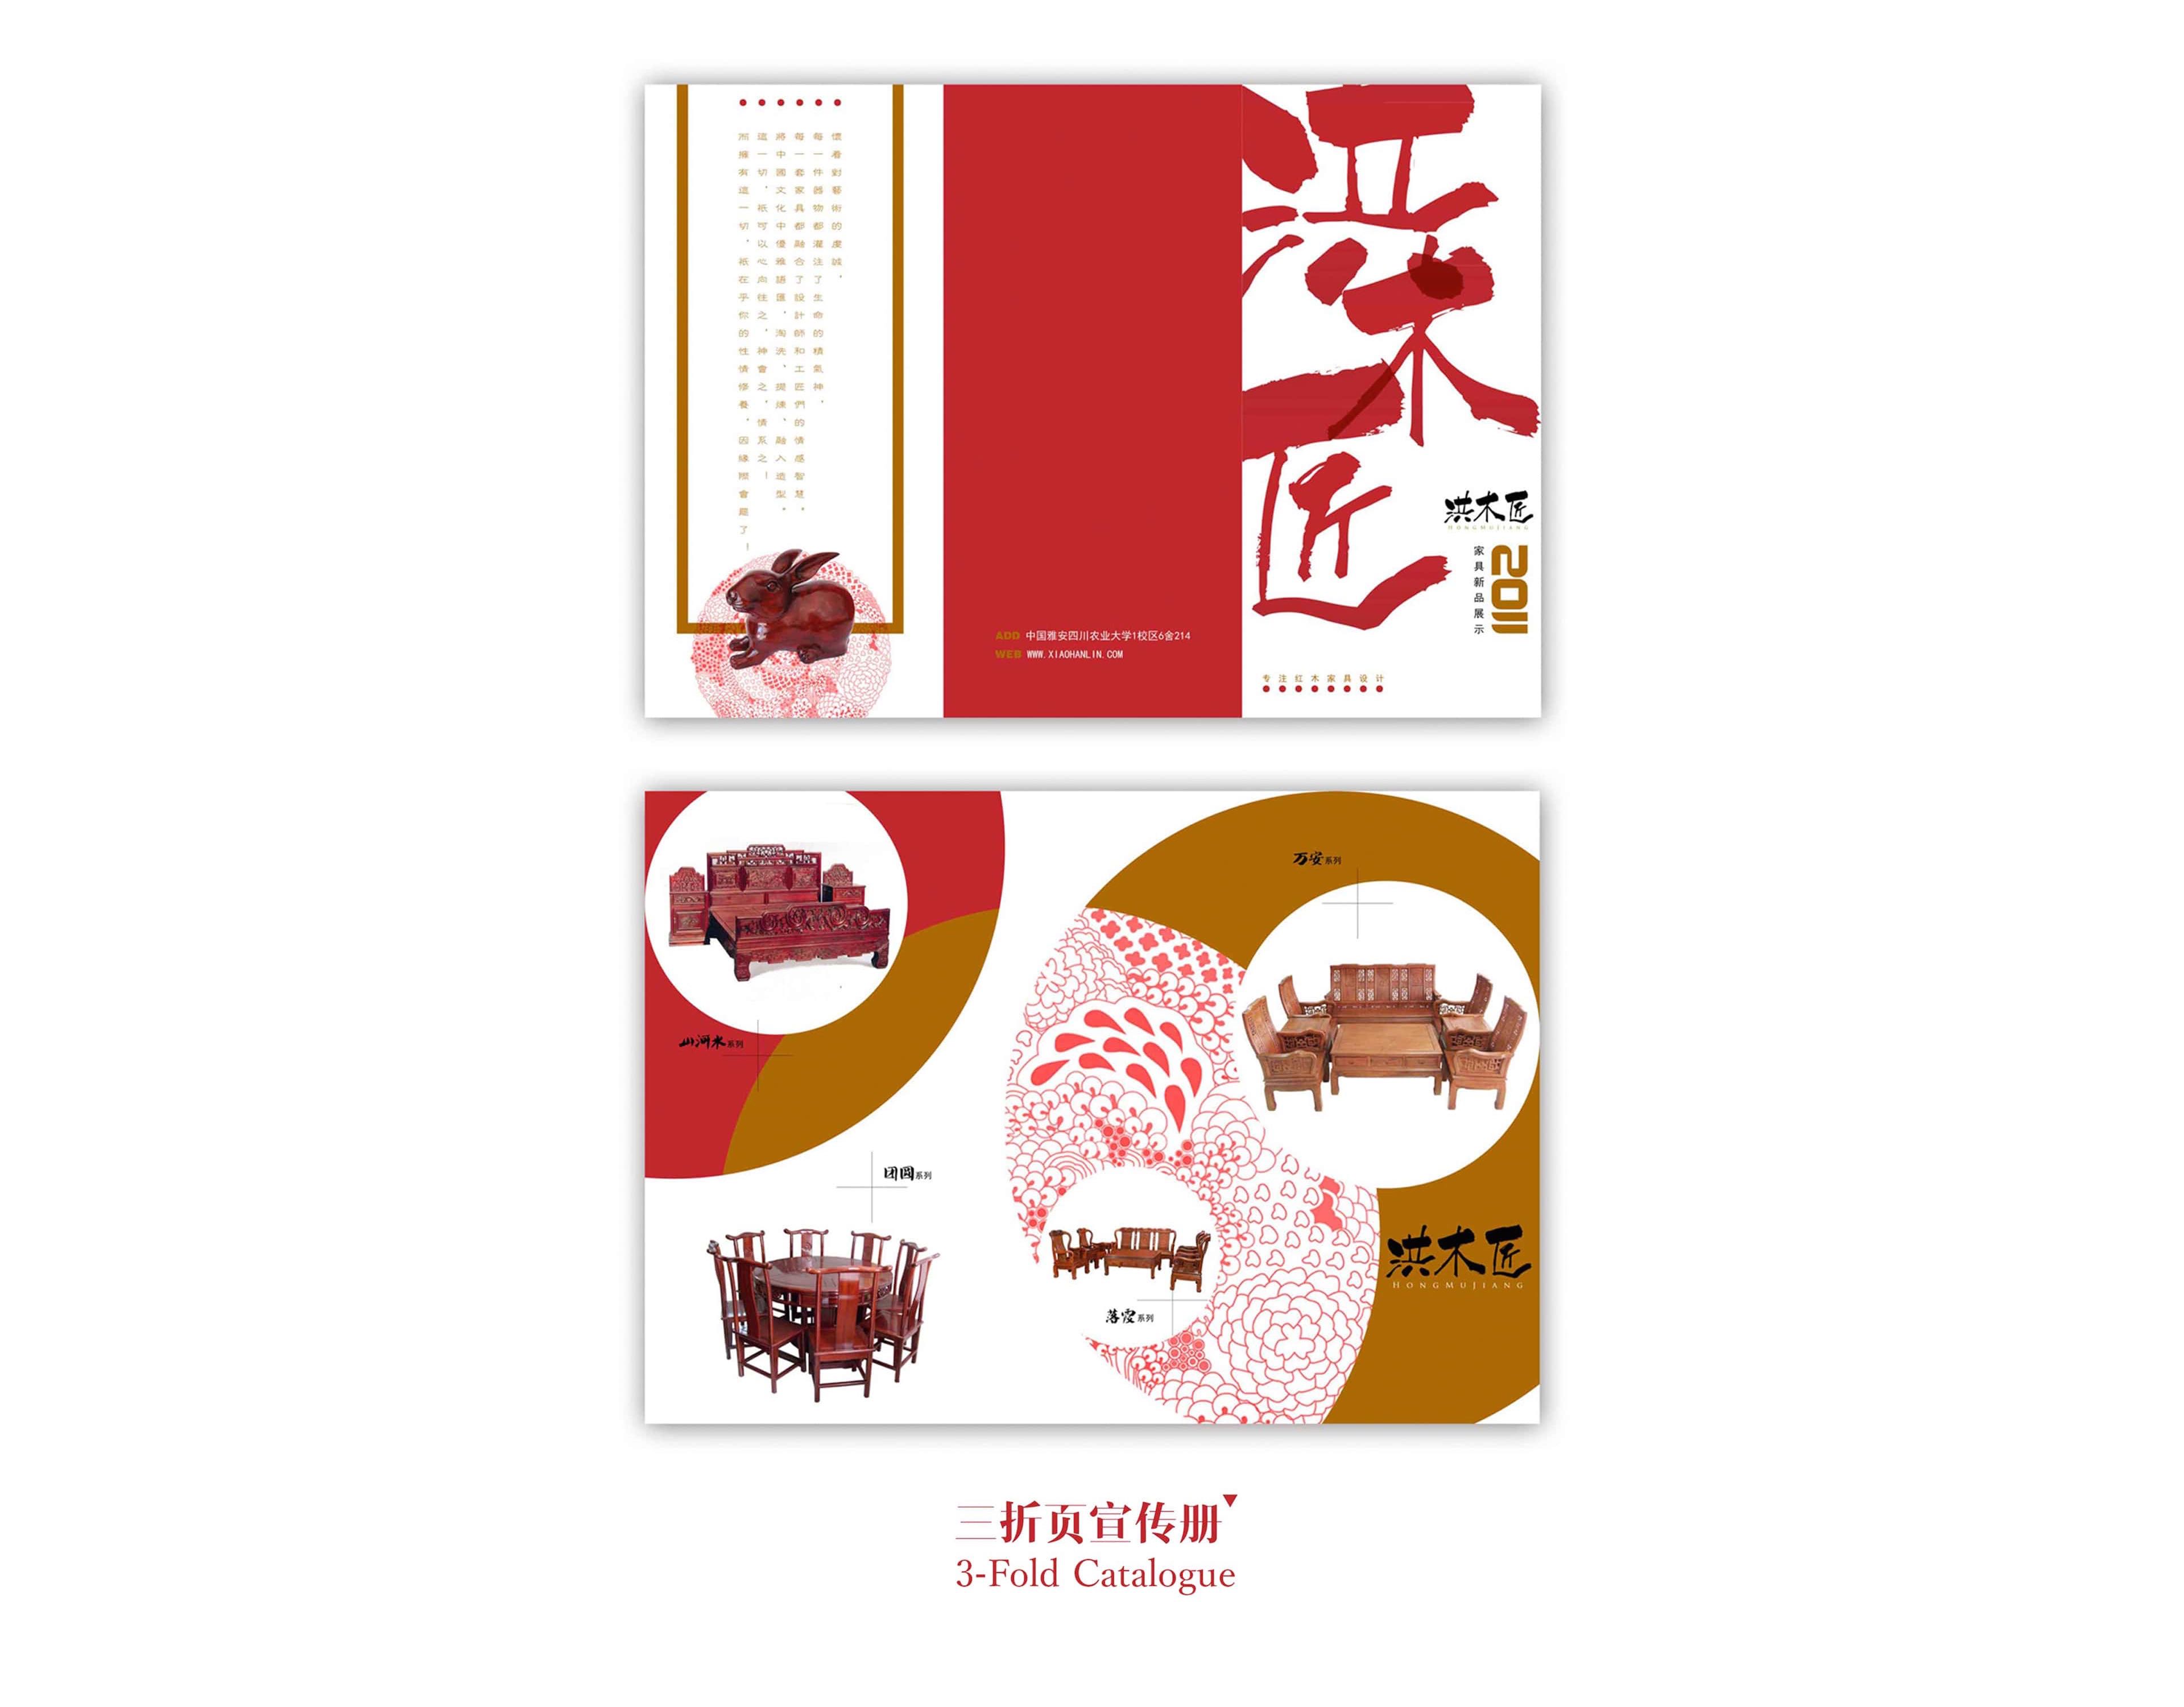 懷着對藝術的虔誠，
每一件器物都灌注了生命的精氣神，
每一套家具都融合了設計師和工匠們的情感智慧。
將中國文化中優雅語匯，淘洗、提煉、融入造型。
這一切，祇可以心向往之，神會之，情系之！
而擁有這一切，祇在乎你的性情修養，因緣際會罷了！
ADD 中国雅安四川农业大学1校区6舍214
WEB WWW.XIAOHANLIN.COM
洪木匠
洪木匠
HONGMUJIANG
2011
家具新品展示
专注红木家具设计
山河水系列
万安系列
团圆系列
落霞系列
洪木匠
HONGMUJIANG
三折页宣传册
3-Fold Catalogue